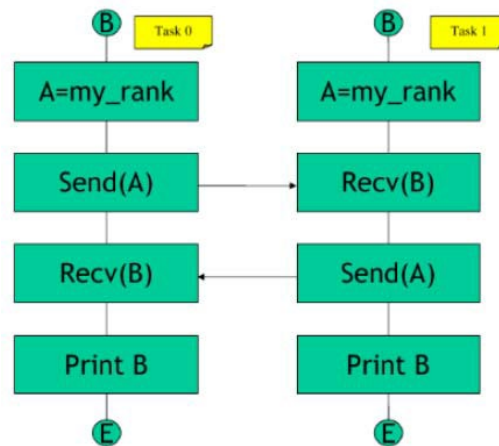 B
Task 0
A=my_rank
Send(A)
Recv(B)
Print B
E
B
Task 1
A=my_rank
Recv(B)
Send(A)
Print B
E